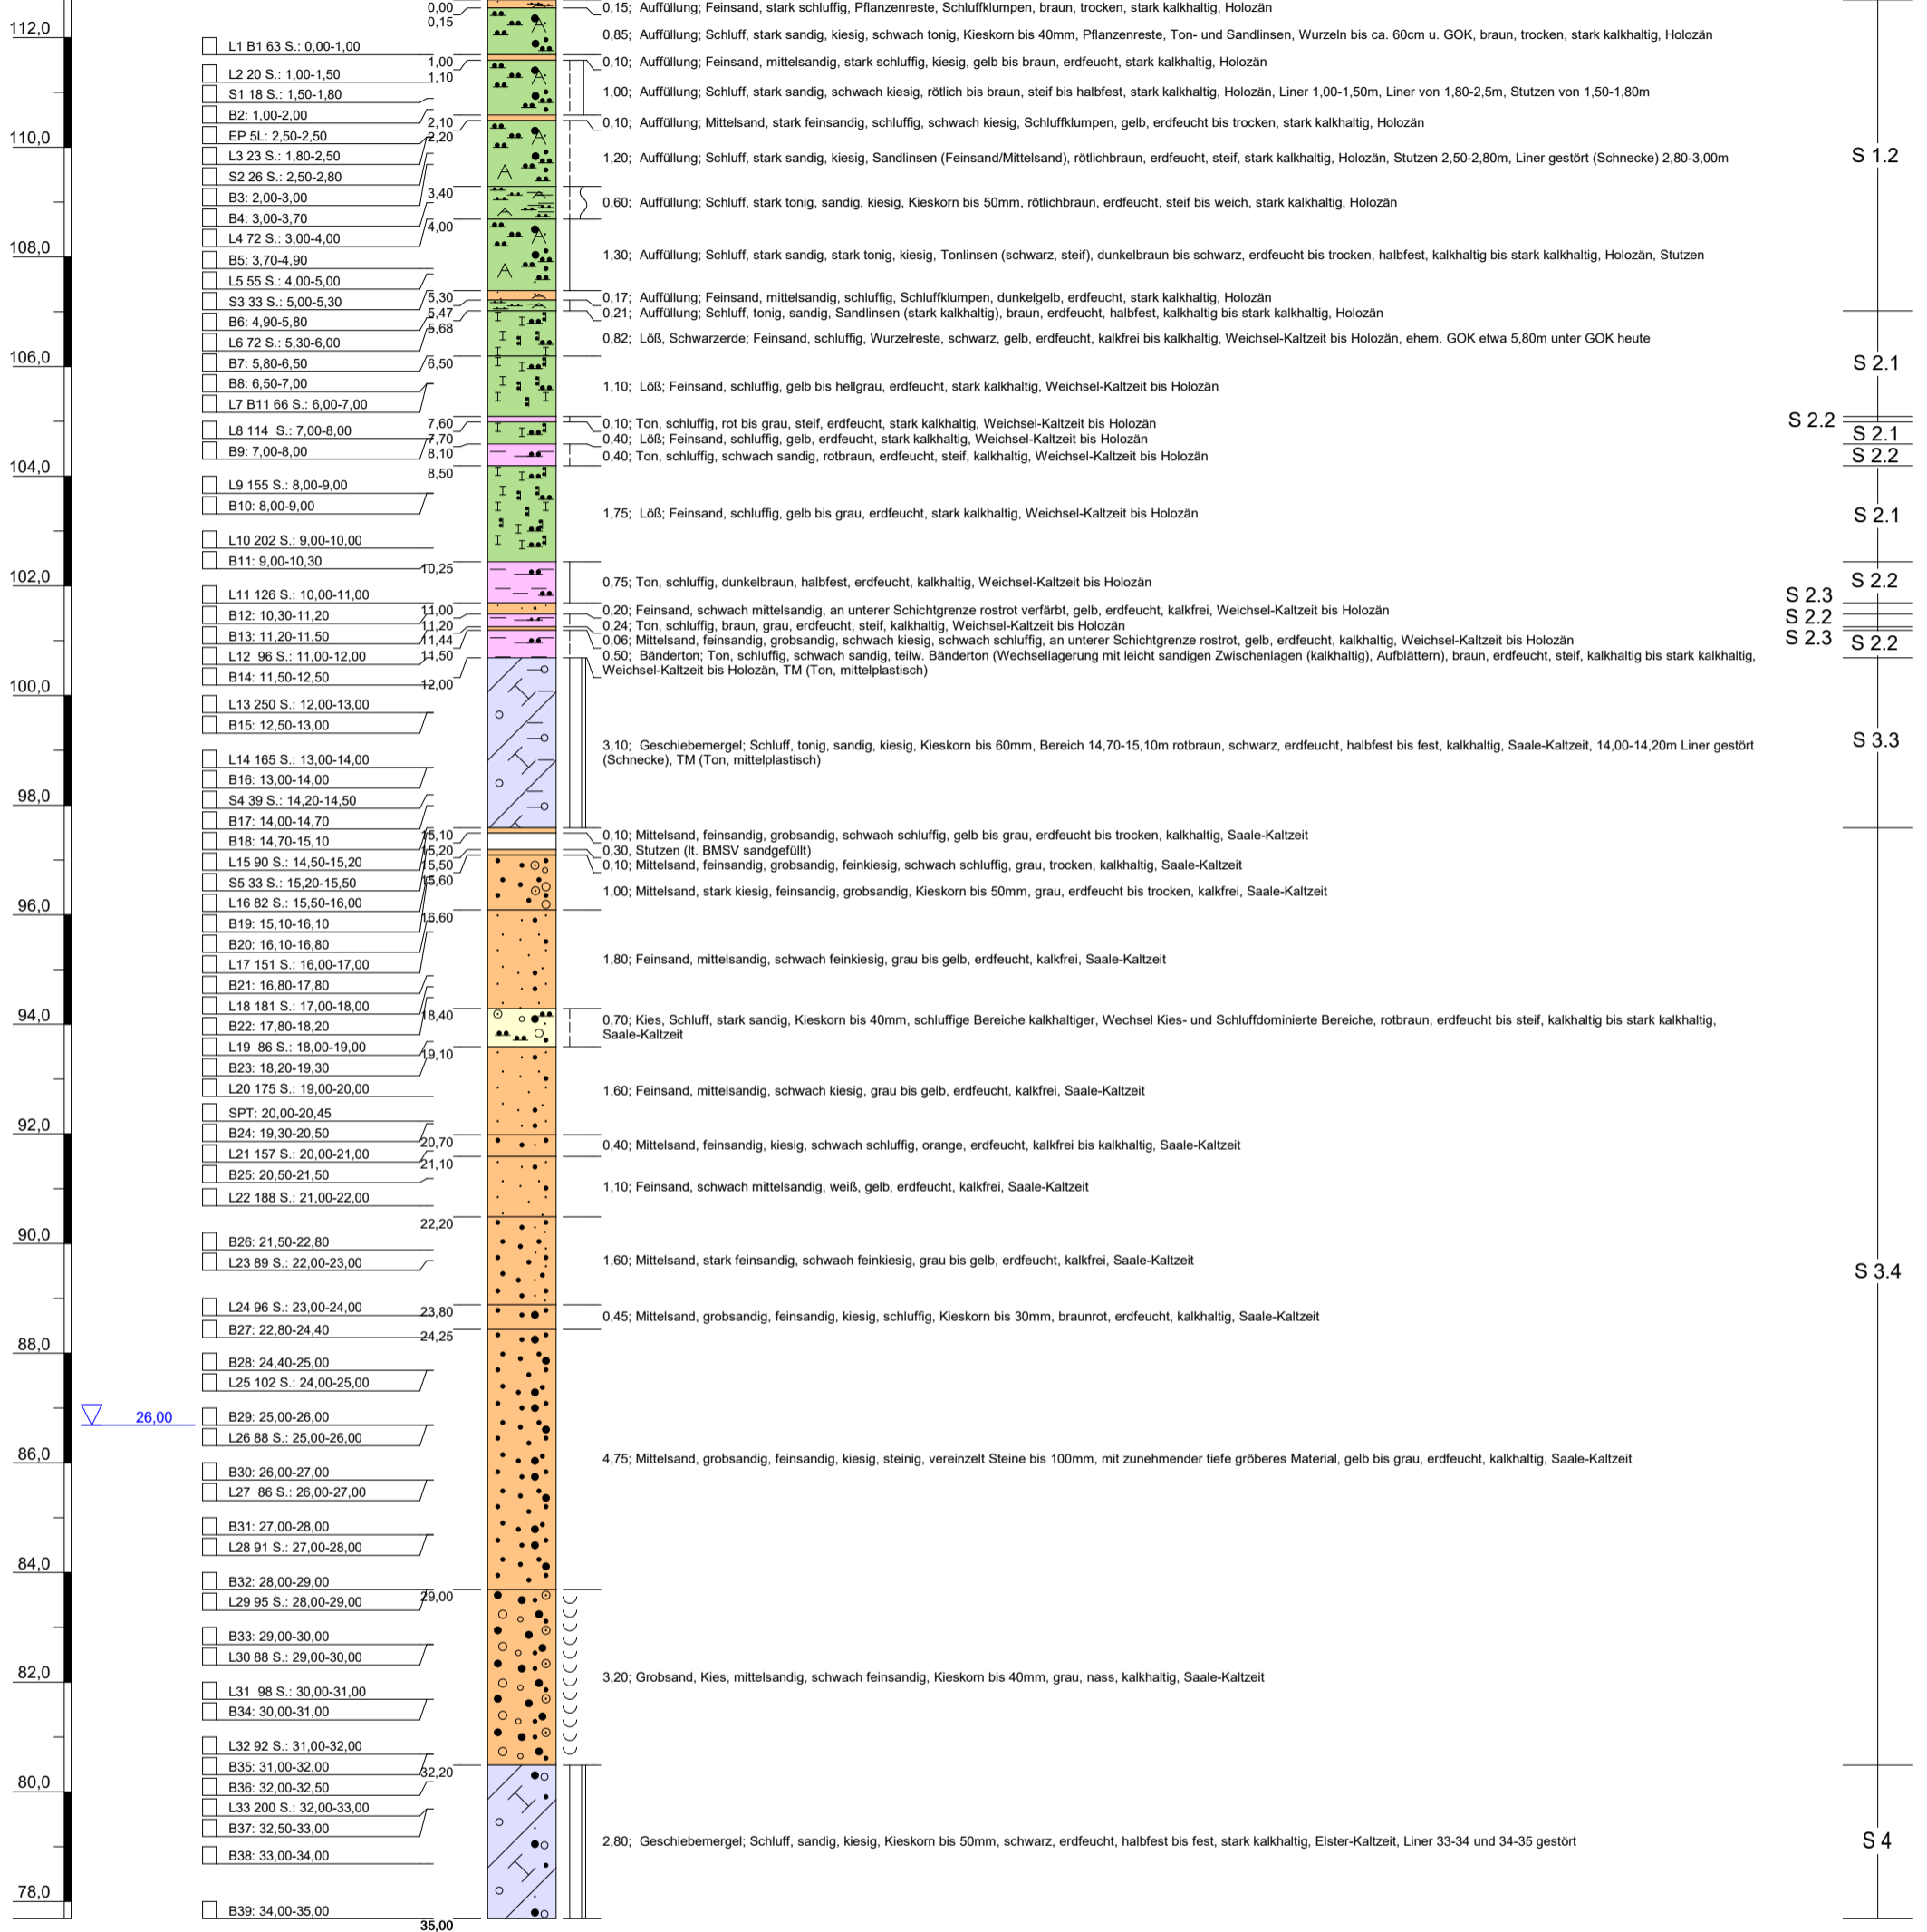 0,00
0,15; Auffüllung; Feinsand, stark schluffig, Pflanzenreste, Schluffklumpen, braun, trocken, stark kalkhaltig, Holozän
0,15
112,0
0,85; Auffüllung; Schluff, stark sandig, kiesig, schwach tonig, Kieskorn bis 40mm, Pflanzenreste, Ton- und Sandlinsen, Wurzeln bis ca. 60cm u. GOK, braun, trocken, stark kalkhaltig, Holozän
L1 B1 63 S.: 0,00-1,00
1,00
0,10; Auffüllung; Feinsand, mittelsandig, stark schluffig, kiesig, gelb bis braun, erdfeucht, stark kalkhaltig, Holozän
L2 20 S.: 1,00-1,50
1,10
S1 18 S.: 1,50-1,80
1,00; Auffüllung; Schluff, stark sandig, schwach kiesig, rötlich bis braun, steif bis halbfest, stark kalkhaltig, Holozän, Liner 1,00-1,50m, Liner von 1,80-2,5m, Stutzen von 1,50-1,80m
B2: 1,00-2,00
2,10
0,10; Auffüllung; Mittelsand, stark feinsandig, schluffig, schwach kiesig, Schluffklumpen, gelb, erdfeucht bis trocken, stark kalkhaltig, Holozän
EP 5L: 2,50-2,50
2,20
110,0
L3 23 S.: 1,80-2,50
1,20; Auffüllung; Schluff, stark sandig, kiesig, Sandlinsen (Feinsand/Mittelsand), rötlichbraun, erdfeucht, steif, stark kalkhaltig, Holozän, Stutzen 2,50-2,80m, Liner gestört (Schnecke) 2,80-3,00m
S 1.2
S2 26 S.: 2,50-2,80
B3: 2,00-3,00
3,40
0,60; Auffüllung; Schluff, stark tonig, sandig, kiesig, Kieskorn bis 50mm, rötlichbraun, erdfeucht, steif bis weich, stark kalkhaltig, Holozän
B4: 3,00-3,70
4,00
L4 72 S.: 3,00-4,00
108,0
1,30; Auffüllung; Schluff, stark sandig, stark tonig, kiesig, Tonlinsen (schwarz, steif), dunkelbraun bis schwarz, erdfeucht bis trocken, halbfest, kalkhaltig bis stark kalkhaltig, Holozän, Stutzen
B5: 3,70-4,90
L5 55 S.: 4,00-5,00
S3 33 S.: 5,00-5,30
5,30
0,17; Auffüllung; Feinsand, mittelsandig, schluffig, Schluffklumpen, dunkelgelb, erdfeucht, stark kalkhaltig, Holozän
5,47
0,21; Auffüllung; Schluff, tonig, sandig, Sandlinsen (stark kalkhaltig), braun, erdfeucht, halbfest, kalkhaltig bis stark kalkhaltig, Holozän
B6: 4,90-5,80
5,68
L6 72 S.: 5,30-6,00
0,82; Löß, Schwarzerde; Feinsand, schluffig, Wurzelreste, schwarz, gelb, erdfeucht, kalkfrei bis kalkhaltig, Weichsel-Kaltzeit bis Holozän, ehem. GOK etwa 5,80m unter GOK heute
106,0
B7: 5,80-6,50
6,50
S 2.1
B8: 6,50-7,00
1,10; Löß; Feinsand, schluffig, gelb bis hellgrau, erdfeucht, stark kalkhaltig, Weichsel-Kaltzeit bis Holozän
L7 B11 66 S.: 6,00-7,00
7,60
0,10; Ton, schluffig, rot bis grau, steif, erdfeucht, stark kalkhaltig, Weichsel-Kaltzeit bis Holozän
S 2.2
L8 114 S.: 7,00-8,00
7,70
0,40; Löß; Feinsand, schluffig, gelb, erdfeucht, stark kalkhaltig, Weichsel-Kaltzeit bis Holozän
S 2.1
B9: 7,00-8,00
8,10
0,40; Ton, schluffig, schwach sandig, rotbraun, erdfeucht, steif, kalkhaltig, Weichsel-Kaltzeit bis Holozän
S 2.2
104,0
8,50
L9 155 S.: 8,00-9,00
B10: 8,00-9,00
1,75; Löß; Feinsand, schluffig, gelb bis grau, erdfeucht, stark kalkhaltig, Weichsel-Kaltzeit bis Holozän
S 2.1
L10 202 S.: 9,00-10,00
B11: 9,00-10,30
10,25
102,0
0,75; Ton, schluffig, dunkelbraun, halbfest, erdfeucht, kalkhaltig, Weichsel-Kaltzeit bis Holozän
S 2.2
L11 126 S.: 10,00-11,00
S 2.3
11,00
0,20; Feinsand, schwach mittelsandig, an unterer Schichtgrenze rostrot verfärbt, gelb, erdfeucht, kalkfrei, Weichsel-Kaltzeit bis Holozän
B12: 10,30-11,20
S 2.2
11,20
0,24; Ton, schluffig, braun, grau, erdfeucht, steif, kalkhaltig, Weichsel-Kaltzeit bis Holozän
B13: 11,20-11,50
11,44
0,06; Mittelsand, feinsandig, grobsandig, schwach kiesig, schwach schluffig, an unterer Schichtgrenze rostrot, gelb, erdfeucht, kalkhaltig, Weichsel-Kaltzeit bis Holozän
S 2.3
S 2.2
L12 96 S.: 11,00-12,00
11,50
0,50; Bänderton; Ton, schluffig, schwach sandig, teilw. Bänderton (Wechsellagerung mit leicht sandigen Zwischenlagen (kalkhaltig), Aufblättern), braun, erdfeucht, steif, kalkhaltig bis stark kalkhaltig,
Weichsel-Kaltzeit bis Holozän, TM (Ton, mittelplastisch)
B14: 11,50-12,50
12,00
100,0
L13 250 S.: 12,00-13,00
B15: 12,50-13,00
3,10; Geschiebemergel; Schluff, tonig, sandig, kiesig, Kieskorn bis 60mm, Bereich 14,70-15,10m rotbraun, schwarz, erdfeucht, halbfest bis fest, kalkhaltig, Saale-Kaltzeit, 14,00-14,20m Liner gestört
(Schnecke), TM (Ton, mittelplastisch)
S 3.3
L14 165 S.: 13,00-14,00
B16: 13,00-14,00
98,0
S4 39 S.: 14,20-14,50
B17: 14,00-14,70
15,10
0,10; Mittelsand, feinsandig, grobsandig, schwach schluffig, gelb bis grau, erdfeucht bis trocken, kalkhaltig, Saale-Kaltzeit
B18: 14,70-15,10
15,20
0,30, Stutzen (lt. BMSV sandgefüllt)
L15 90 S.: 14,50-15,20
15,50
0,10; Mittelsand, feinsandig, grobsandig, feinkiesig, schwach schluffig, grau, trocken, kalkhaltig, Saale-Kaltzeit
S5 33 S.: 15,20-15,50
15,60
1,00; Mittelsand, stark kiesig, feinsandig, grobsandig, Kieskorn bis 50mm, grau, erdfeucht bis trocken, kalkfrei, Saale-Kaltzeit
L16 82 S.: 15,50-16,00
96,0
16,60
B19: 15,10-16,10
B20: 16,10-16,80
1,80; Feinsand, mittelsandig, schwach feinkiesig, grau bis gelb, erdfeucht, kalkfrei, Saale-Kaltzeit
L17 151 S.: 16,00-17,00
B21: 16,80-17,80
L18 181 S.: 17,00-18,00
18,40
94,0
B22: 17,80-18,20
0,70; Kies, Schluff, stark sandig, Kieskorn bis 40mm, schluffige Bereiche kalkhaltiger, Wechsel Kies- und Schluffdominierte Bereiche, rotbraun, erdfeucht bis steif, kalkhaltig bis stark kalkhaltig,
Saale-Kaltzeit
L19 86 S.: 18,00-19,00
19,10
B23: 18,20-19,30
L20 175 S.: 19,00-20,00
1,60; Feinsand, mittelsandig, schwach kiesig, grau bis gelb, erdfeucht, kalkfrei, Saale-Kaltzeit
SPT: 20,00-20,45
92,0
B24: 19,30-20,50
20,70
0,40; Mittelsand, feinsandig, kiesig, schwach schluffig, orange, erdfeucht, kalkfrei bis kalkhaltig, Saale-Kaltzeit
L21 157 S.: 20,00-21,00
21,10
B25: 20,50-21,50
1,10; Feinsand, schwach mittelsandig, weiß, gelb, erdfeucht, kalkfrei, Saale-Kaltzeit
L22 188 S.: 21,00-22,00
22,20
90,0
B26: 21,50-22,80
L23 89 S.: 22,00-23,00
1,60; Mittelsand, stark feinsandig, schwach feinkiesig, grau bis gelb, erdfeucht, kalkfrei, Saale-Kaltzeit
S 3.4
L24 96 S.: 23,00-24,00
23,80
0,45; Mittelsand, grobsandig, feinsandig, kiesig, schluffig, Kieskorn bis 30mm, braunrot, erdfeucht, kalkhaltig, Saale-Kaltzeit
B27: 22,80-24,40
24,25
88,0
B28: 24,40-25,00
L25 102 S.: 24,00-25,00
26,00
B29: 25,00-26,00
L26 88 S.: 25,00-26,00
86,0
4,75; Mittelsand, grobsandig, feinsandig, kiesig, steinig, vereinzelt Steine bis 100mm, mit zunehmender tiefe gröberes Material, gelb bis grau, erdfeucht, kalkhaltig, Saale-Kaltzeit
B30: 26,00-27,00
L27 86 S.: 26,00-27,00
B31: 27,00-28,00
L28 91 S.: 27,00-28,00
84,0
B32: 28,00-29,00
29,00
L29 95 S.: 28,00-29,00
B33: 29,00-30,00
L30 88 S.: 29,00-30,00
82,0
3,20; Grobsand, Kies, mittelsandig, schwach feinsandig, Kieskorn bis 40mm, grau, nass, kalkhaltig, Saale-Kaltzeit
L31 98 S.: 30,00-31,00
B34: 30,00-31,00
L32 92 S.: 31,00-32,00
B35: 31,00-32,00
32,20
80,0
B36: 32,00-32,50
L33 200 S.: 32,00-33,00
B37: 32,50-33,00
2,80; Geschiebemergel; Schluff, sandig, kiesig, Kieskorn bis 50mm, schwarz, erdfeucht, halbfest bis fest, stark kalkhaltig, Elster-Kaltzeit, Liner 33-34 und 34-35 gestört
S 4
B38: 33,00-34,00
78,0
B39: 34,00-35,00
35,00